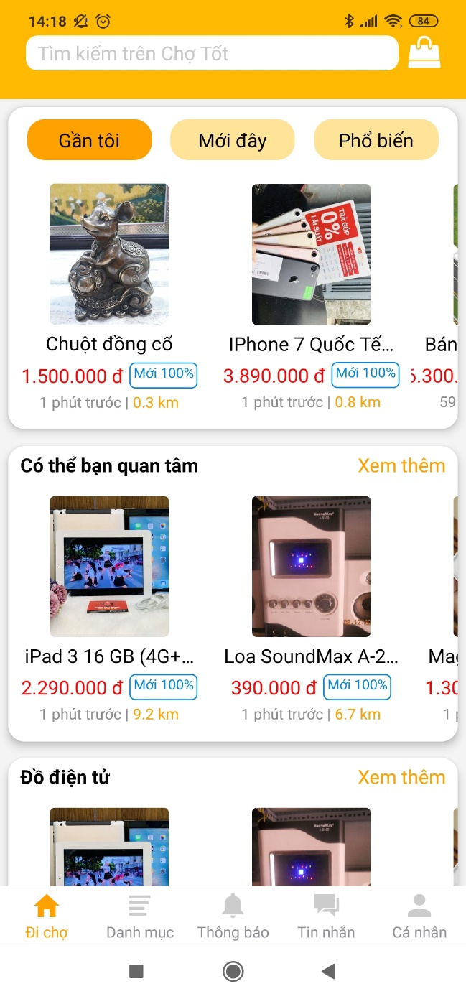 14:18
84
Tìm kiếm trên Chợ Tốt
Gần tôi
Mới đây
Phổ biến
TRẢ GÓP
0%
LÃI SUẤT
Chuột đồng cổ
IPhone 7 Quốc Tế...
Bán
1.500.000 đ
Mới 100%
3.890.000 đ
Mới 100%
5.300.
1 phút trước | 0.3 km
1 phút trước | 0.8 km
59
Có thể bạn quan tâm
Xem thêm
SoundMax
iPad 3 16 GB (4G+...
Loa SoundMax A-2...
Mag
2.290.000 đ
Mới 100%
390.000 đ
Mới 100%
1.30
1 phút trước | 9.2 km
1 phút trước | 6.7 km
1 p
Đồ điện tử
Xem thêm
SoundMax
Đi chợ
Danh mục
Thông báo
Tin nhắn
Cá nhân